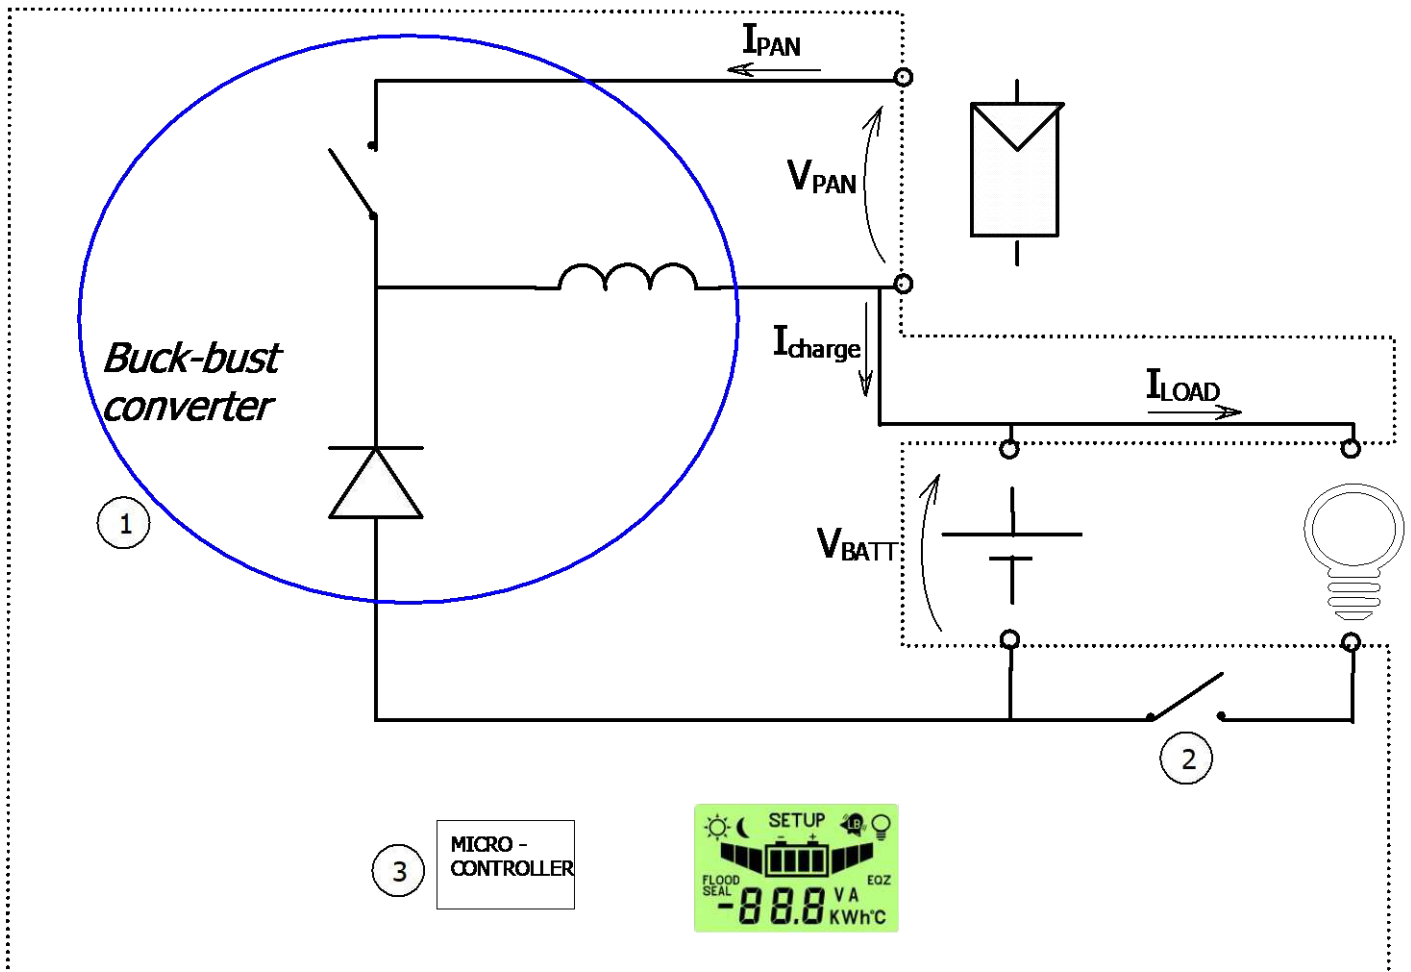 IPAN
VPAN
Icharge
Buck-bust
converter
ILOAD
1
VBATT
2
3
MICRO -
CONTROLLER
SETUP
LB
- +
FLOOD
SEAL
EQZ
-88.8
V A
KWh°C